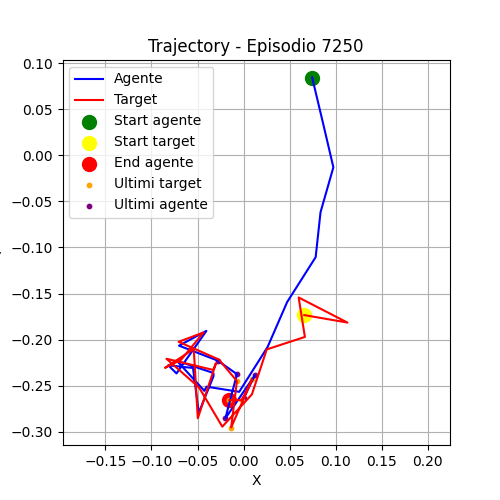 Trajectory - Episodio 7250
0.10
0.05
0.00
−0.05
−0.10
−0.15
−0.20
−0.25
−0.30
Agente
Target
Start agente
Start target
End agente
Ultimi target
Ultimi agente
−0.15 −0.10 −0.05 0.00 0.05 0.10 0.15 0.20
X